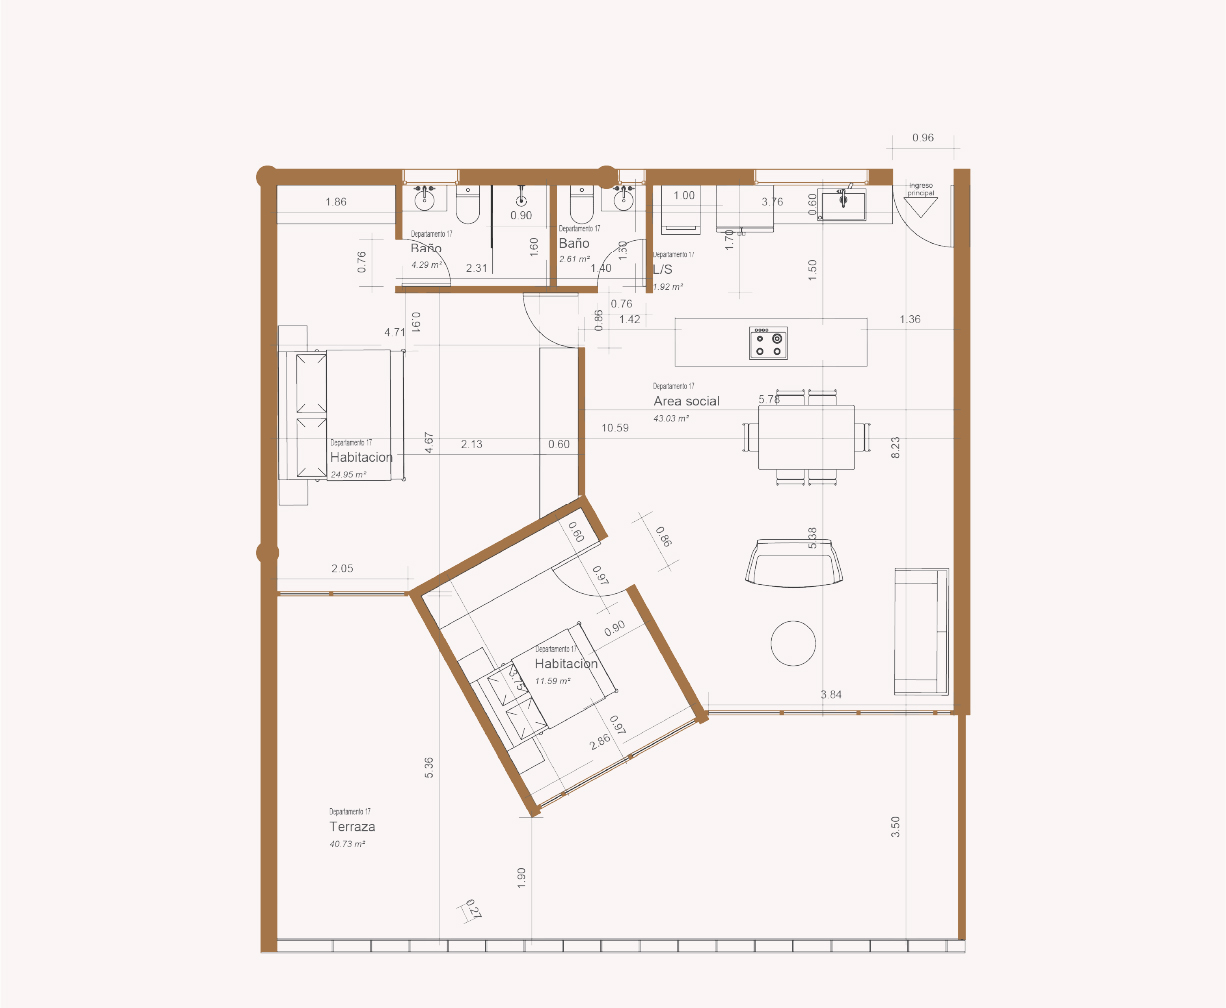 0.96
ingreso
principal
1.86
0.90
1.00
3.76
0.60
Departamento 17
Baño
4.29 m²
2.31
1.60
Departamento 17
Baño
2.61 m²
1.40
1.30
1.70
Departamento 17
L/S
1.92 m²
1.50
0.76
0.76
0.86
1.42
0.91
4.71
1.36
Departamento 17
Area social
43.03 m²
5.78
10.59
8.23
Departamento 17
Habitacion
24.95 m²
4.67
2.13
0.60
0.60
0.86
5.38
0.97
2.05
0.90
Departamento 17
Habitacion
11.59 m²
3.75
0.97
2.86
3.84
5.36
Departamento 17
Terraza
40.73 m²
3.50
1.90
0.27